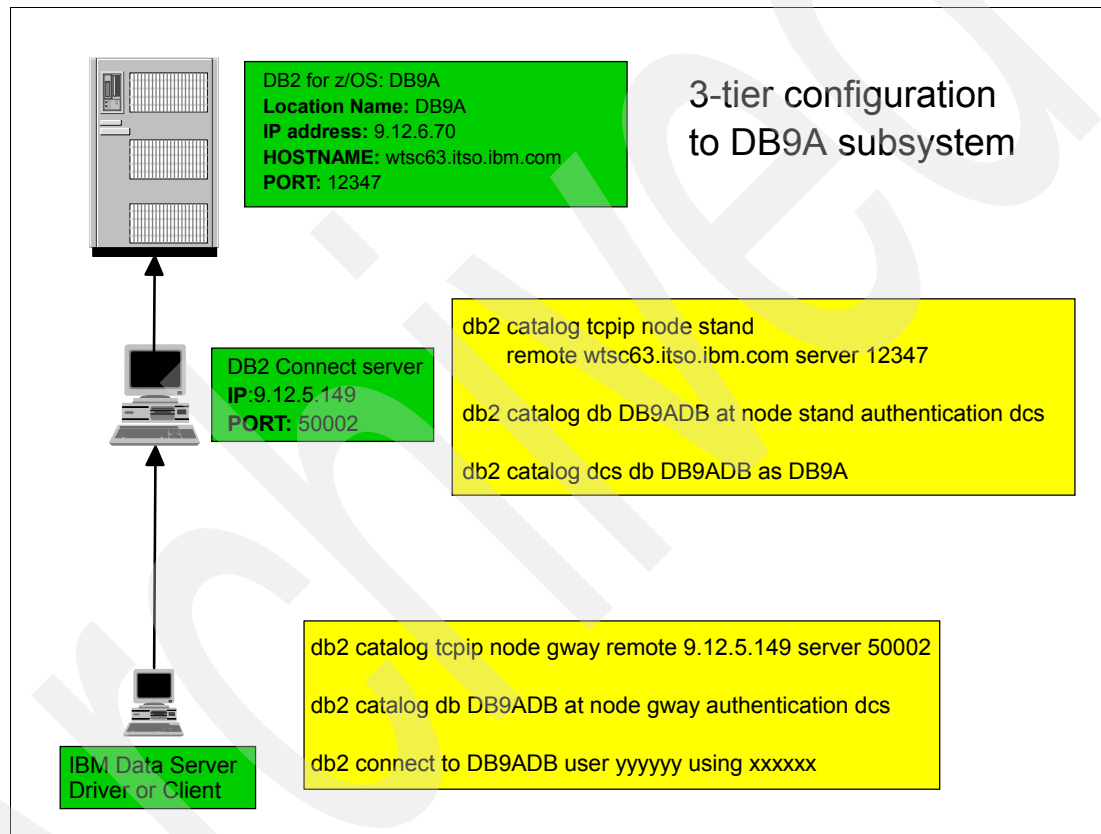 DB2 for z/OS: DB9A
Location Name: DB9A
IP address: 9.12.6.70
HOSTNAME: wtsc63.itso.ibm.com
PORT: 12347
3-tier configuration
to DB9A subsystem
DB2 Connect server
IP:9.12.5.149
PORT: 50002
db2 catalog tcpip node stand
remote wtsc63.itso.ibm.com server 12347
db2 catalog db DB9ADB at node stand authentication dcs
db2 catalog dcs db DB9ADB as DB9A
db2 catalog tcpip node gway remote 9.12.5.149 server 50002
db2 catalog db DB9ADB at node gway authentication dcs
db2 connect to DB9ADB user yyyyyy using xxxxxx
IBM Data Server
Driver or Client